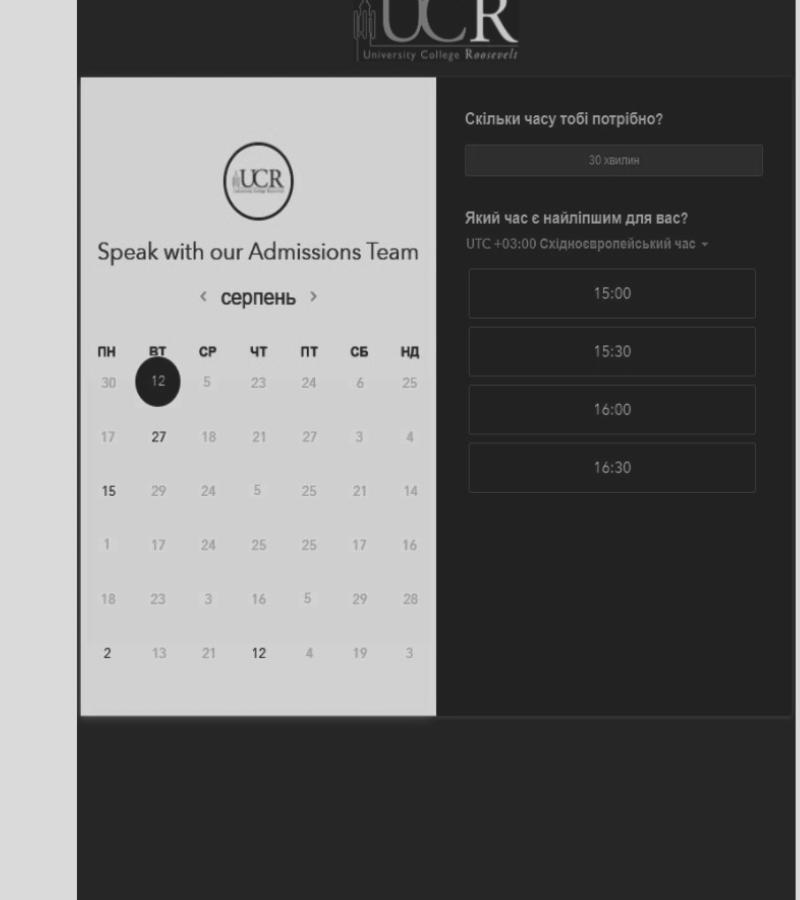 UCR
University College Roosevelt
UCR
Speak with our Admissions Team
серпень
ПН ВТ СР ЧТ ПТ СБ НД
30 12 5 23 24 6 25
17 27 18 21 27 3 4
15 29 24 5 25 21 14
1 17 24 25 25 17 16
18 23 3 16 5 29 28
2 13 21 12 4 19 3
Скільки часу тобі потрібно?
30 хвилин
Який час є найліпшим для вас?
UTC +03:00 Східноєвропейський час
15:00
15:30
16:00
16:30